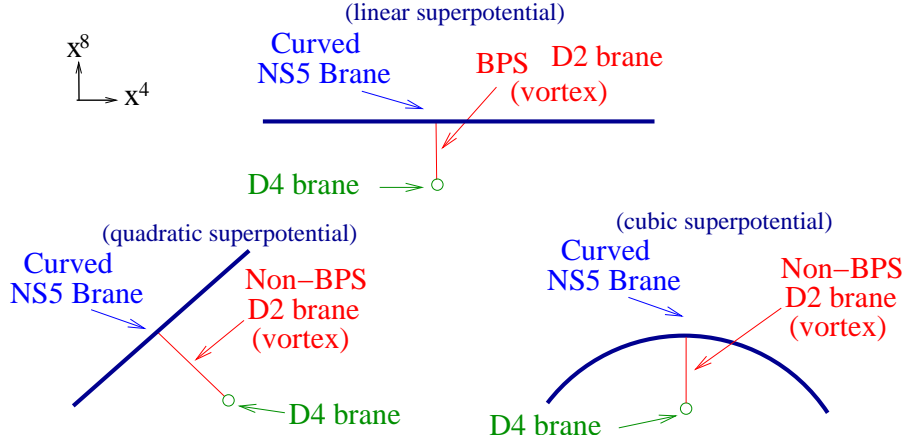 (linear superpotential)
x8
x4
Curved
NS5 Brane
BPS D2 brane
(vortex)
D4 brane
(quadratic superpotential)
Curved
NS5 Brane
Non−BPS
D2 brane
(vortex)
D4 brane
(cubic superpotential)
Curved
NS5 Brane
Non−BPS
D2 brane
(vortex)
D4 brane